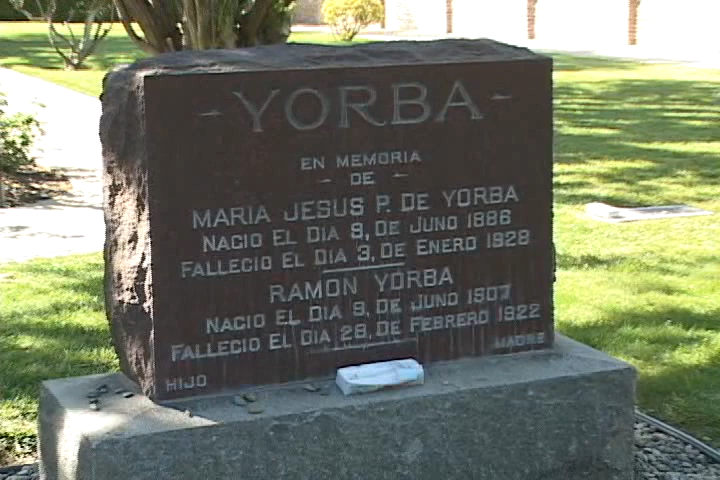 - YORBA -
EN MEMORIA
- DE -
MARIA JESUS P. DE YORBA
NACIO EL DIA 9, DE JUNO 1886
FALLECIO EL DIA 3, DE ENERO 1928
RAMON YORBA
NACIO EL DIA 9, DE JUNO 1907
FALLECIO EL DIA 28, DE FEBRERO 1922
HIJO
MADRE